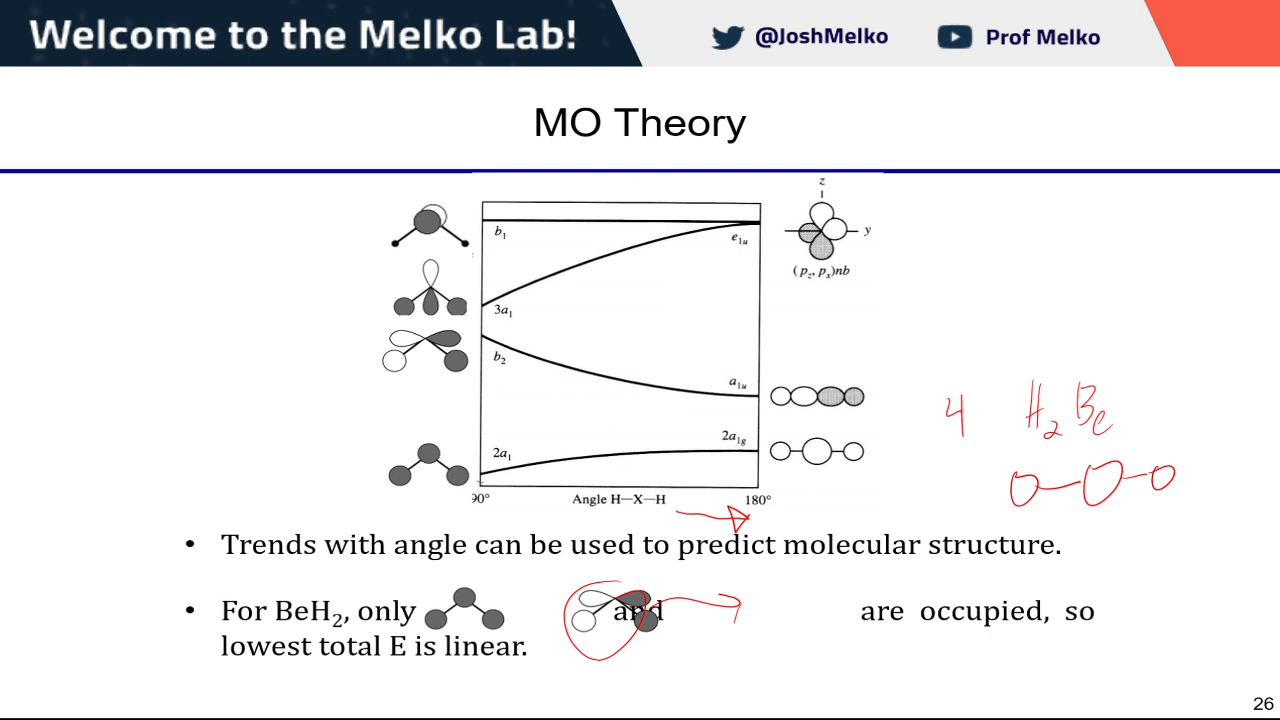 Welcome to the Melko Lab!
@JoshMelko
Prof Melko
MO Theory
z
y
(pz, px)nb
b1
e1u
3a1
b2
a1u
2a1g
2a1
90°
Angle H—X—H
180°
4 H2Be
• Trends with angle can be used to predict molecular structure.
• For BeH₂, only and are occupied, so
lowest total E is linear.
26